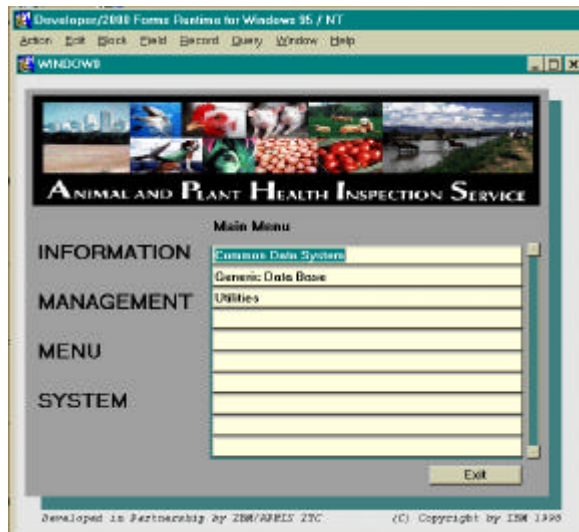 Developer/2000 Forms Runtime for Windows 95 / NT
Action Edit Block Field Record Query Window Help
WINDOW0
ANIMAL AND PLANT HEALTH INSPECTION SERVICE
Main Menu
INFORMATION
Common Data System
Generic Data Base
MANAGEMENT
Utilities
MENU
SYSTEM
Exit
Developed in Partnership by IBM/APHIS ITC (C) Copyright by IBM 1998